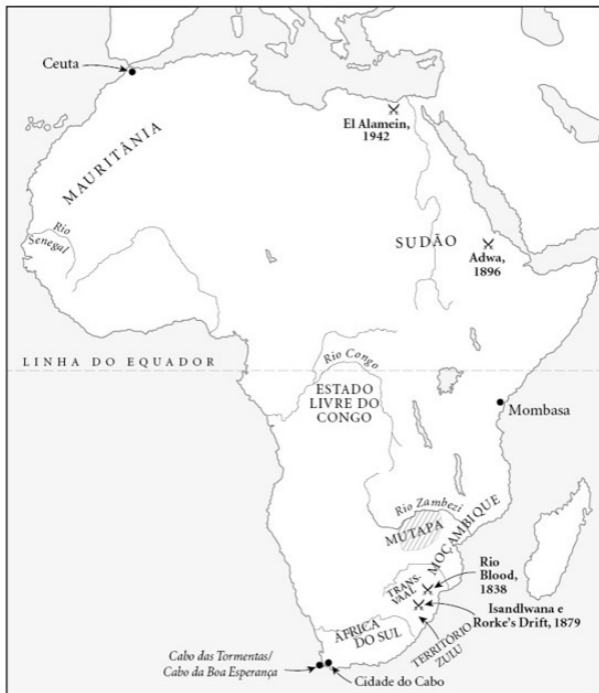 Ceuta
El Alamein,
1942
MAURITÂNIA
Rio
Senegal
SUDÃO
Adwa,
1896
LINHA DO EQUADOR
Rio Congo
ESTADO
LIVRE DO
CONGO
Mombasa
Rio Zambezi
MUTAPA
MOÇAMBIQUE
Rio
Blood,
1838
TRANS-
VAAL
Isandlwana e
Rorke's Drift, 1879
ÁFRICA
DO SUL
TERRITÓRIO
ZULU
Cabo das Tormentas/
Cabo da Boa Esperança
Cidade do Cabo